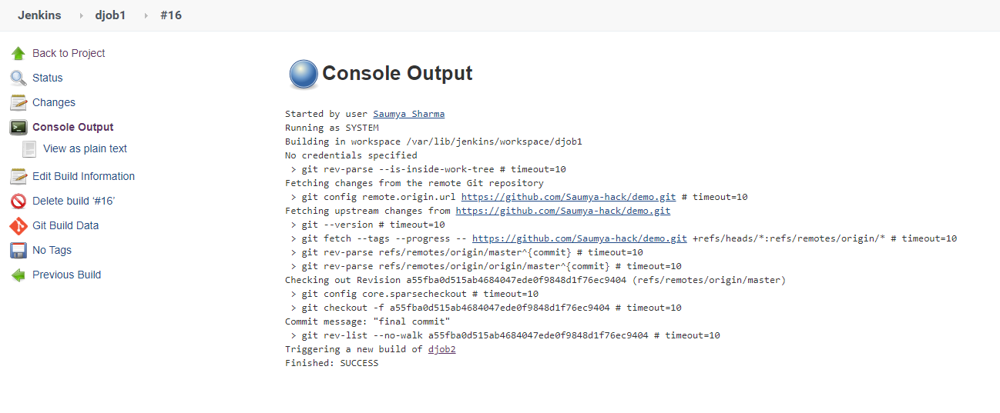 Jenkins djob1 #16
Back to Project
Status
Changes
Console Output
View as plain text
Edit Build Information
Delete build ‘#16’
Git Build Data
No Tags
Previous Build
Console Output
Started by user Saumya Sharma
Running as SYSTEM
Building in workspace /var/lib/jenkins/workspace/djob1
No credentials specified
 > git rev-parse --is-inside-work-tree # timeout=10
Fetching changes from the remote Git repository
 > git config remote.origin.url https://github.com/Saumya-hack/demo.git # timeout=10
Fetching upstream changes from https://github.com/Saumya-hack/demo.git
 > git --version # timeout=10
 > git fetch --tags --progress -- https://github.com/Saumya-hack/demo.git +refs/heads/*:refs/remotes/origin/* # timeout=10
 > git rev-parse refs/remotes/origin/master^{commit} # timeout=10
 > git rev-parse refs/remotes/origin/origin/master^{commit} # timeout=10
Checking out Revision a55fba0d515ab4684047ede0f9848d1f76ec9404 (refs/remotes/origin/master)
 > git config core.sparsecheckout # timeout=10
 > git checkout -f a55fba0d515ab4684047ede0f9848d1f76ec9404 # timeout=10
Commit message: "final commit"
 > git rev-list --no-walk a55fba0d515ab4684047ede0f9848d1f76ec9404 # timeout=10
Triggering a new build of djob2
Finished: SUCCESS